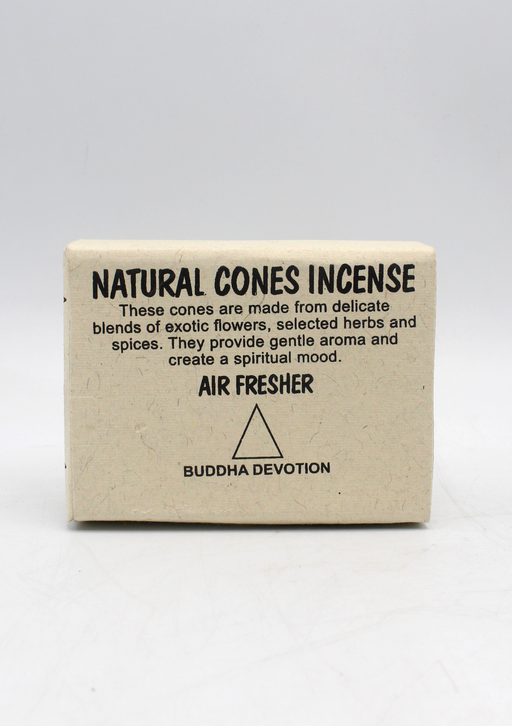 NATURAL CONES INCENSE
These cones are made from delicate
blends of exotic flowers, selected herbs and
spices. They provide gentle aroma and
create a spiritual mood.
AIR FRESHER
BUDDHA DEVOTION